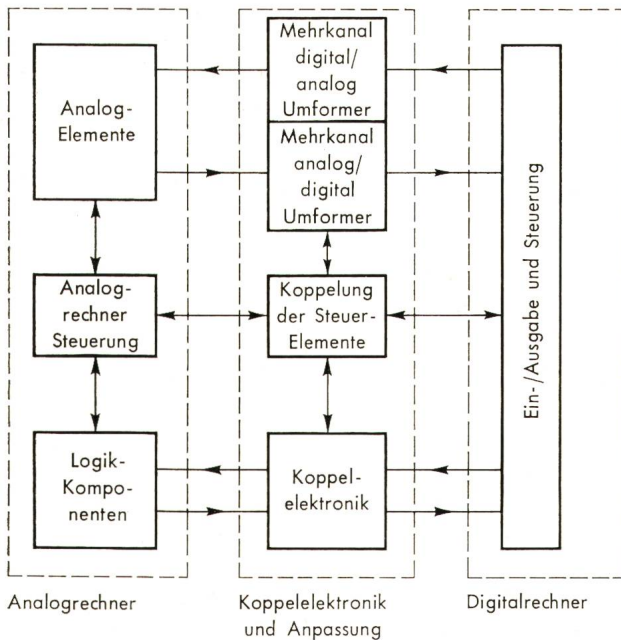 Analog-
Elemente
Mehrkanal
digital/
analog
Umformer
Mehrkanal
analog/
digital
Umformer
Analog-
rechner
Steuerung
Koppelung
der Steuer-
Elemente
Logik-
Kompo-
nenten
Koppel-
elektronik
Ein-/Ausgabe und Steuerung
Analogrechner
Koppelelektronik
und Anpassung
Digitalrechner